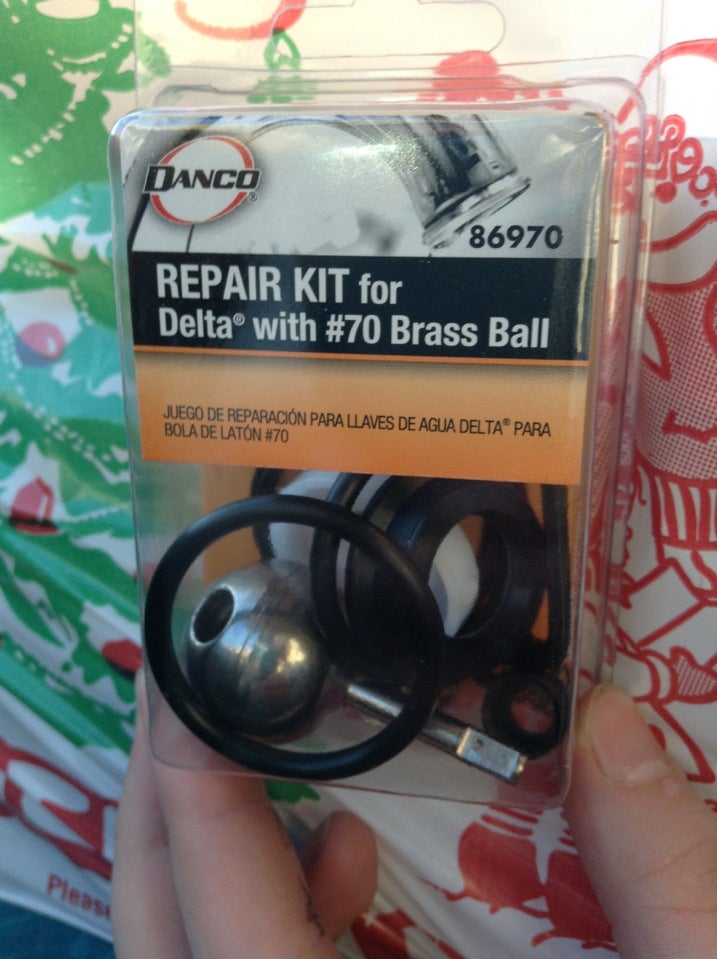 DANCO®
86970
REPAIR KIT for
Delta® with #70 Brass Ball
JUEGO DE REPARACIÓN PARA LLAVES DE AGUA DELTA® PARA
BOLA DE LATÓN #70
Please